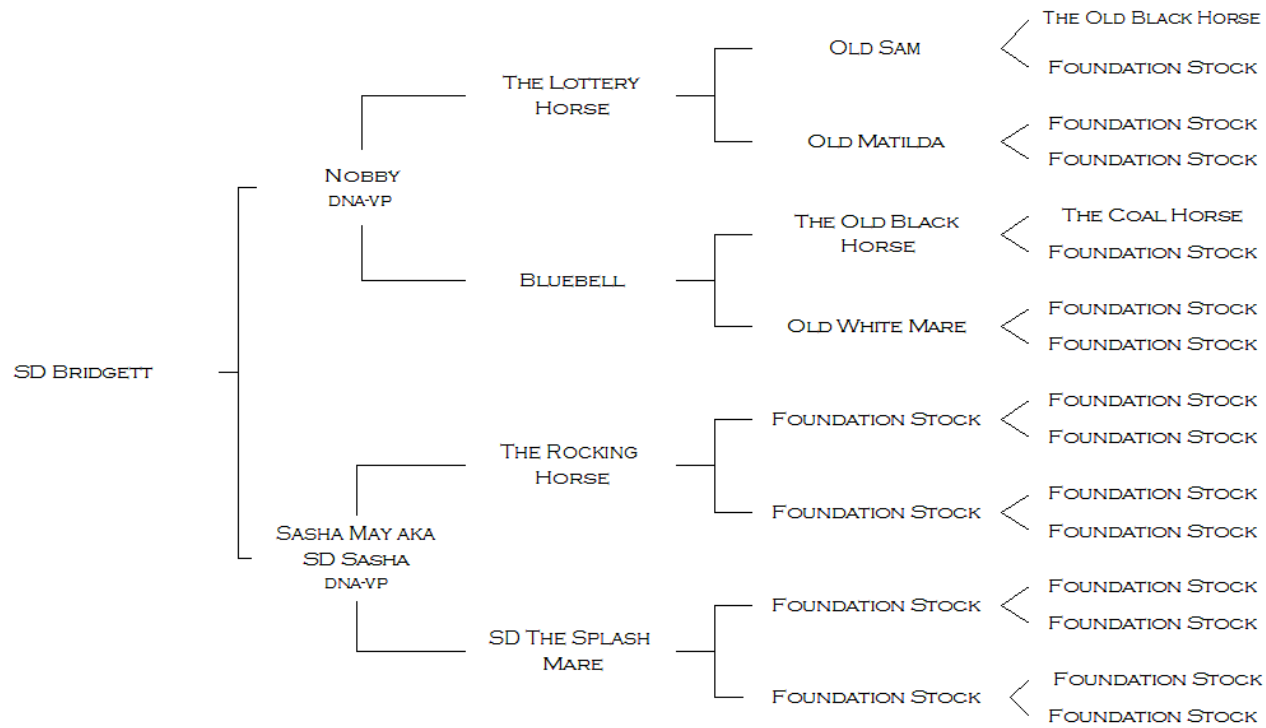 The Old Black Horse
Old Sam
Foundation Stock
The Lottery
Horse
Foundation Stock
Old Matilda
Foundation Stock
Nobby
DNA-VP
The Old Black
Horse
The Coal Horse
Foundation Stock
Bluebell
Old White Mare
Foundation Stock
Foundation Stock
SD Bridgett
Foundation Stock
Foundation Stock
Foundation Stock
The Rocking
Horse
Foundation Stock
Foundation Stock
Foundation Stock
Sasha May aka
SD Sasha
DNA-VP
Foundation Stock
Foundation Stock
Foundation Stock
SD The Splash
Mare
Foundation Stock
Foundation Stock
Foundation Stock